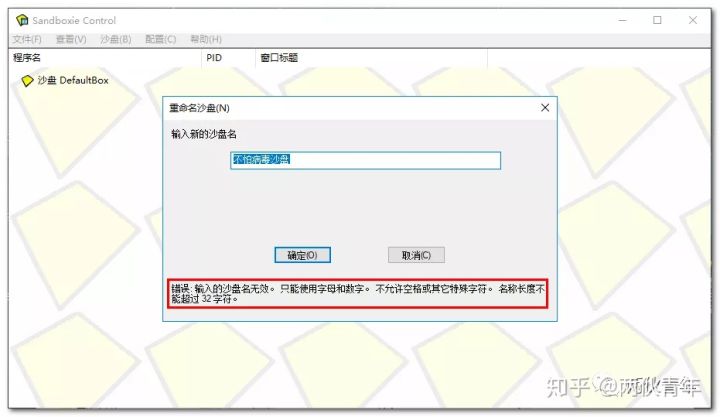 Sandboxie Control
文件(F) 查看(V) 沙盘(B) 配置(C) 帮助(H)
程序名 PID 窗口标题
沙盘 DefaultBox
重命名沙盘(N)
输入新的沙盘名
不怕病毒沙盘
确定(O) 取消(C)
错误: 输入的沙盘名无效。 只能使用字母和数字。 不允许空格或其它特殊字符。 名称长度不
能超过 32 字符。
知乎 @两伙青年